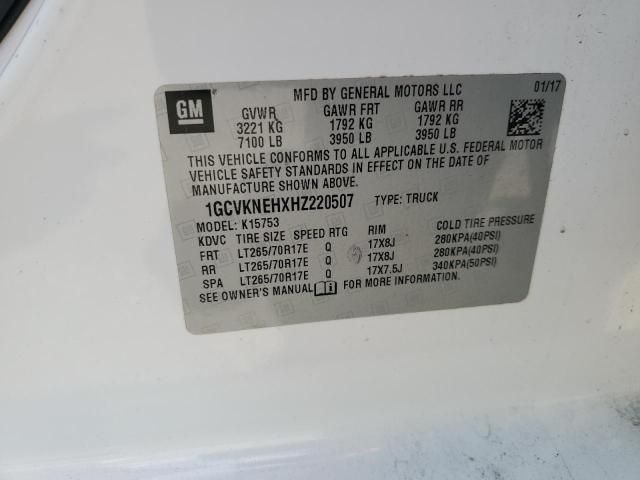 GM
MFD BY GENERAL MOTORS LLC 01/17
GVWR GAWR FRT GAWR RR
3221 KG 1792 KG 1792 KG
7100 LB 3950 LB 3950 LB
THIS VEHICLE CONFORMS TO ALL APPLICABLE U.S. FEDERAL MOTOR
VEHICLE SAFETY STANDARDS IN EFFECT ON THE DATE OF
MANUFACTURE SHOWN ABOVE.
1GCVKNEHXHZ220507 TYPE: TRUCK
MODEL: K15753
KDVC TIRE SIZE SPEED RTG RIM COLD TIRE PRESSURE
FRT LT265/70R17E Q 17X8J 280KPA(40PSI)
RR LT265/70R17E Q 17X8J 280KPA(40PSI)
SPA LT265/70R17E Q 17X7.5J 340KPA(50PSI)
SEE OWNER'S MANUAL FOR MORE INFORMATION.